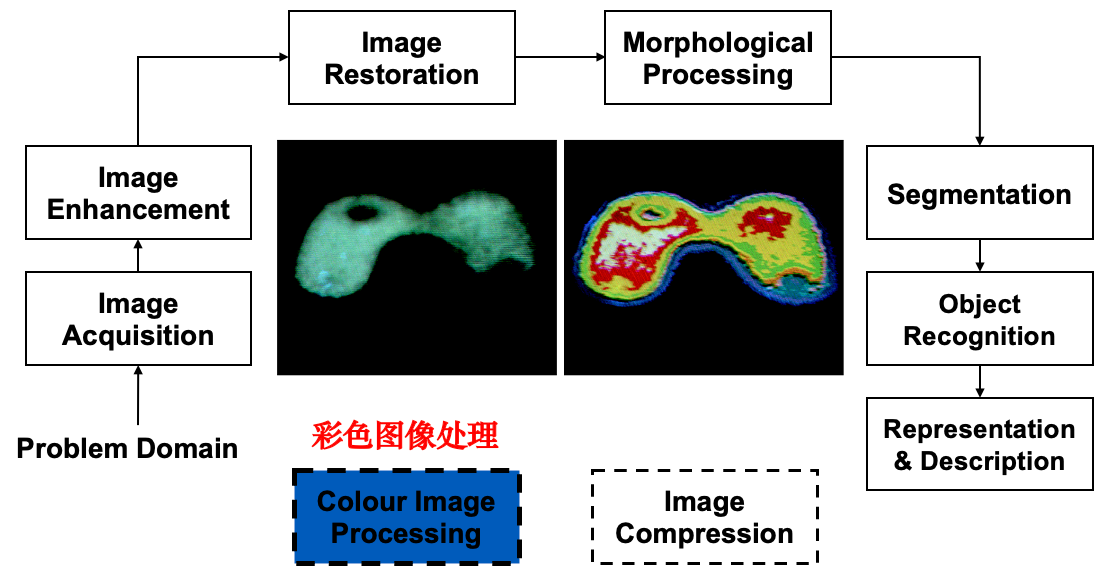 Image
Restoration
Morphological
Processing
Image
Enhancement
Segmentation
Image
Acquisition
Object
Recognition
Problem Domain
彩色图像处理
Representation
& Description
Colour Image
Processing
Image
Compression